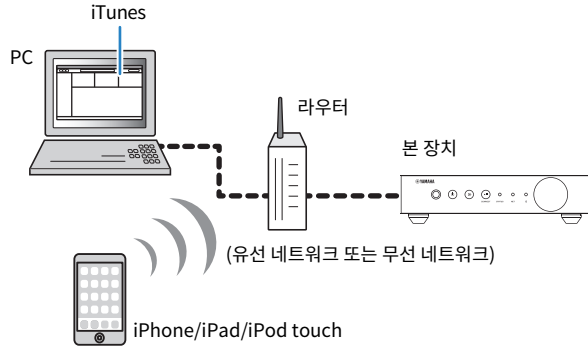 iTunes
PC
라우터
본 장치
YAMAHA
(유선 네트워크 또는 무선 네트워크)
iPhone/iPad/iPod touch